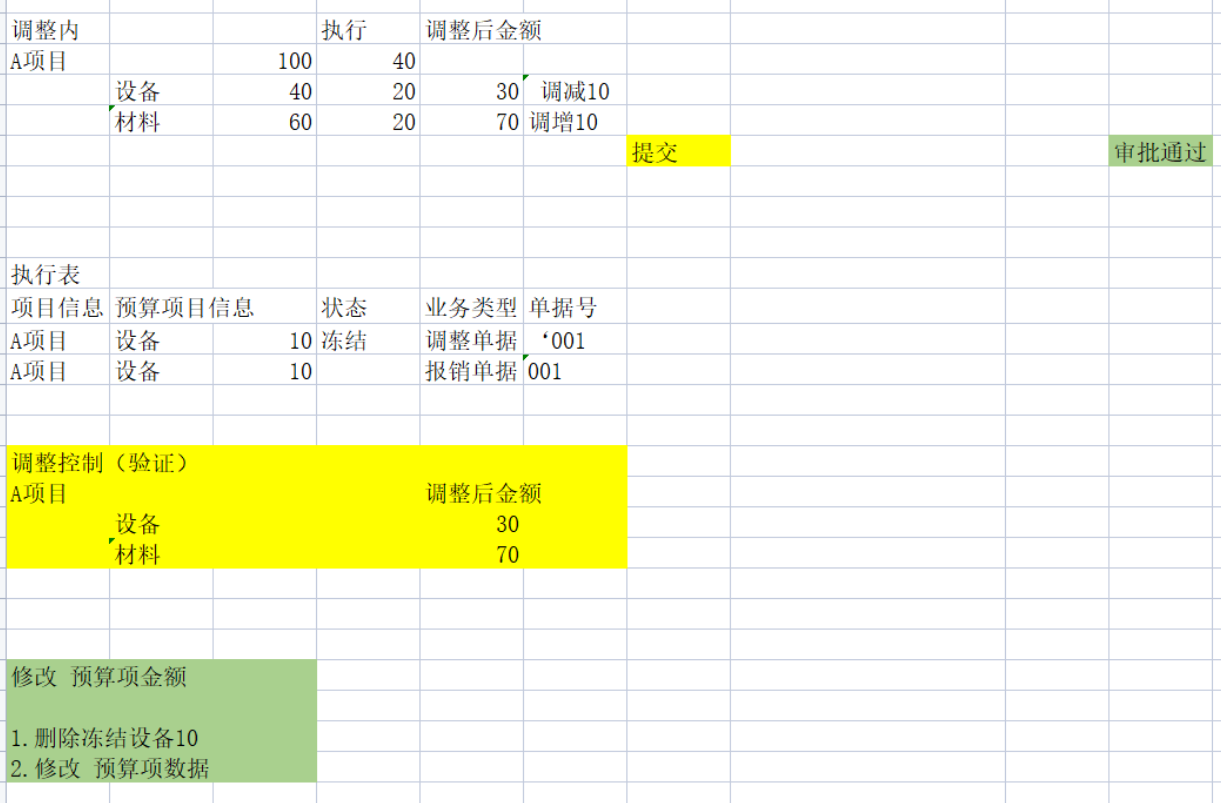 调整内 执行 调整后金额
A项目 100 40
设备 40 20 30 调减10
材料 60 20 70 调增10
提交 审批通过
执行表
项目信息 预算项目信息 状态 业务类型 单据号
A项目 设备 10 冻结 调整单据 ‘001
A项目 设备 10 报销单据 001
调整控制（验证）
A项目 调整后金额
设备 30
材料 70
修改 预算项金额
1.删除冻结设备10
2.修改 预算项数据